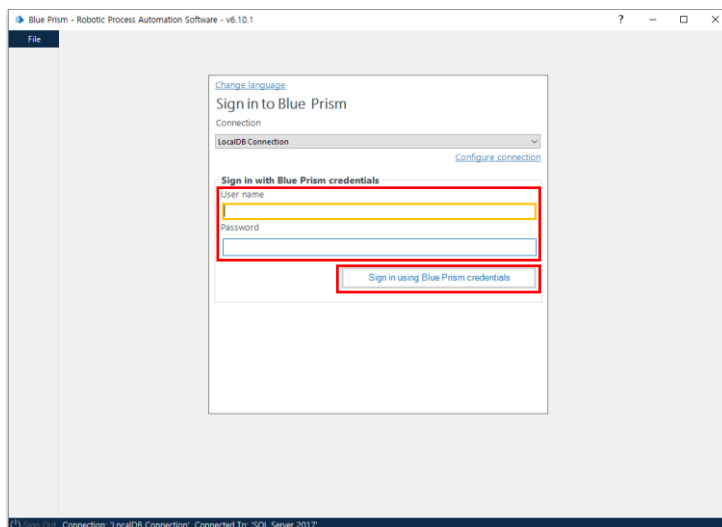 Blue Prism - Robotic Process Automation Software - v6.10.1
File
Change language
Sign in to Blue Prism
Connection
LocalDB Connection
Configure connection
Sign in with Blue Prism credentials
User name
Password
Sign in using Blue Prism credentials
Sign Out Connection: 'LocalDB Connection'. Connected To: 'SQL Server 2017'